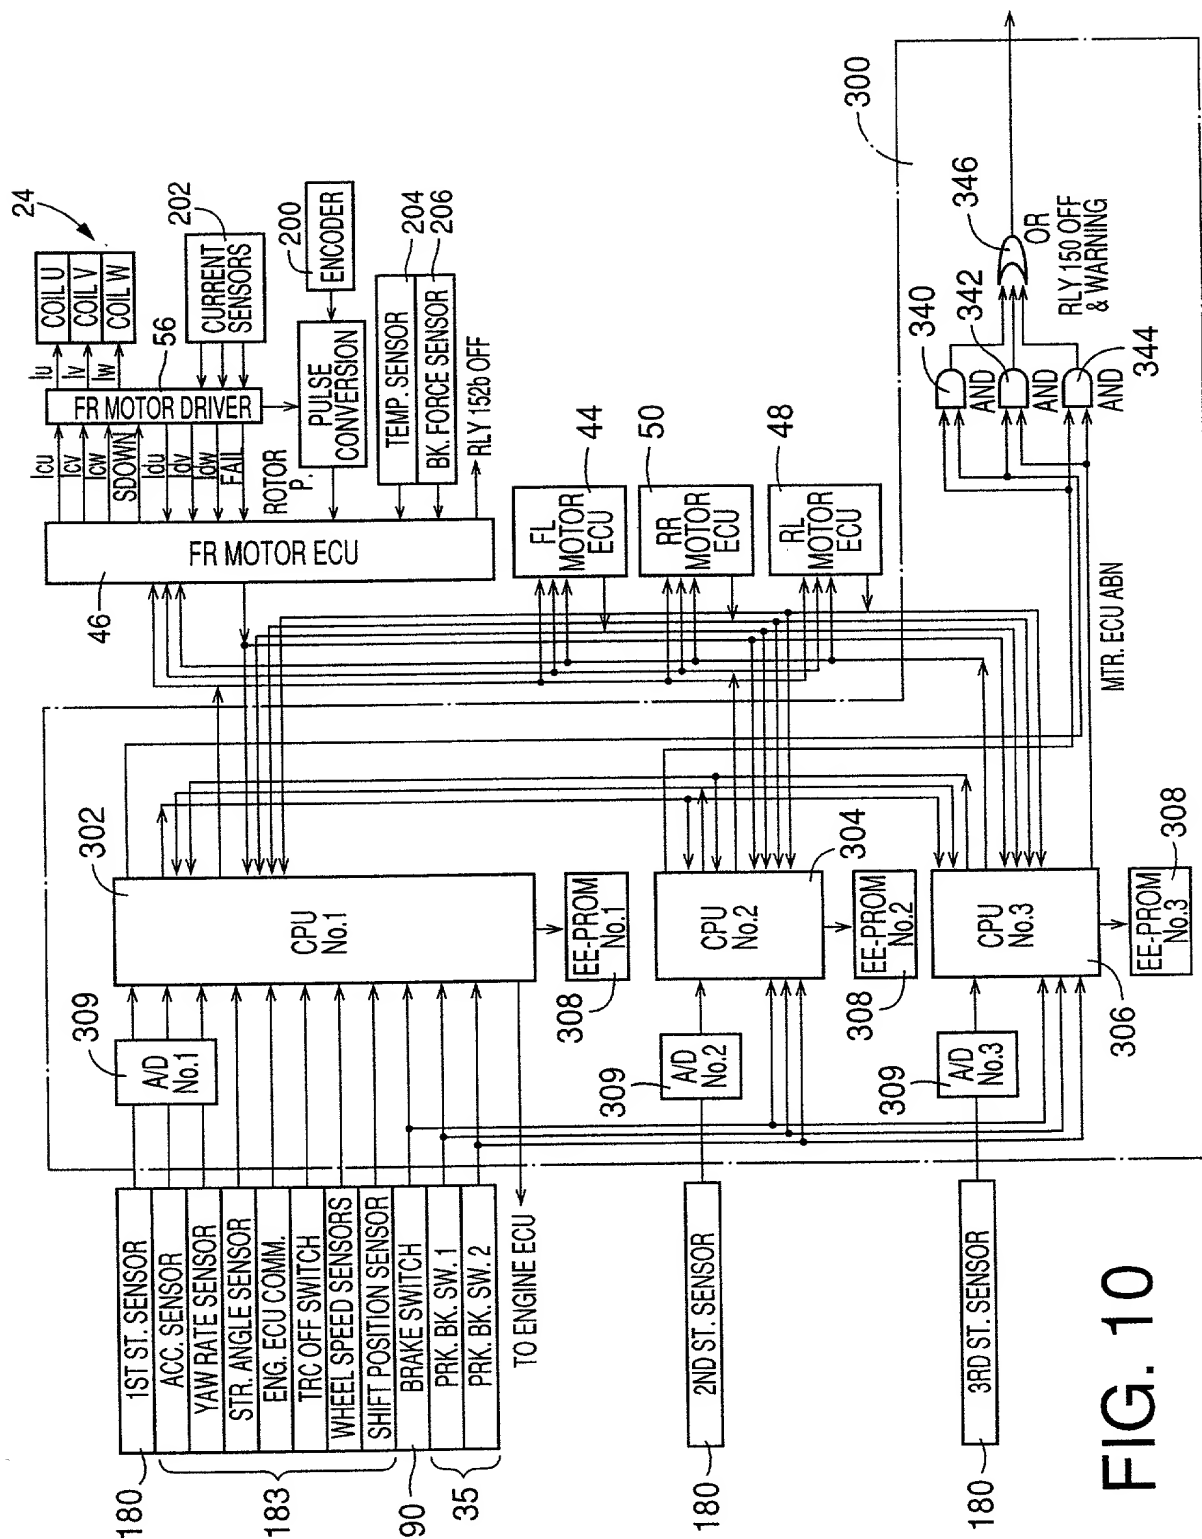 24
COIL U
COIL V
COIL W
202
CURRENT
SENSORS
200
ENCODER
204
206
Iu
Iv
Iw
56
FR MOTOR DRIVER
PULSE
CONVERSION
TEMP. SENSOR
BK. FORCE SENSOR
Icu
Icv
Icw
SDOWN
Idu
Idv
Idw
FAIL
ROTOR
P.
RLY 152b OFF
FR MOTOR ECU
46
FL
MOTOR
ECU
44
RR
MOTOR
ECU
50
RL
MOTOR
ECU
48
300
346
OR
RLY 150 OFF
& WARNING
340
AND
342
AND
344
AND
MTR. ECU ABN
302
CPU
No.1
EE-PROM
No.1
308
304
CPU
No.2
EE-PROM
No.2
308
CPU
No.3
306
EE-PROM
No.3
308
309
A/D
No.1
309
A/D
No.2
309
A/D
No.3
1ST ST. SENSOR
ACC. SENSOR
YAW RATE SENSOR
STR. ANGLE SENSOR
ENG. ECU COMM.
TRC OFF SWITCH
WHEEL SPEED SENSORS
SHIFT POSITION SENSOR
BRAKE SWITCH
PRK. BK. SW. 1
PRK. BK. SW. 2
TO ENGINE ECU
180
183
90
35
2ND ST. SENSOR
180
3RD ST. SENSOR
180
FIG. 10